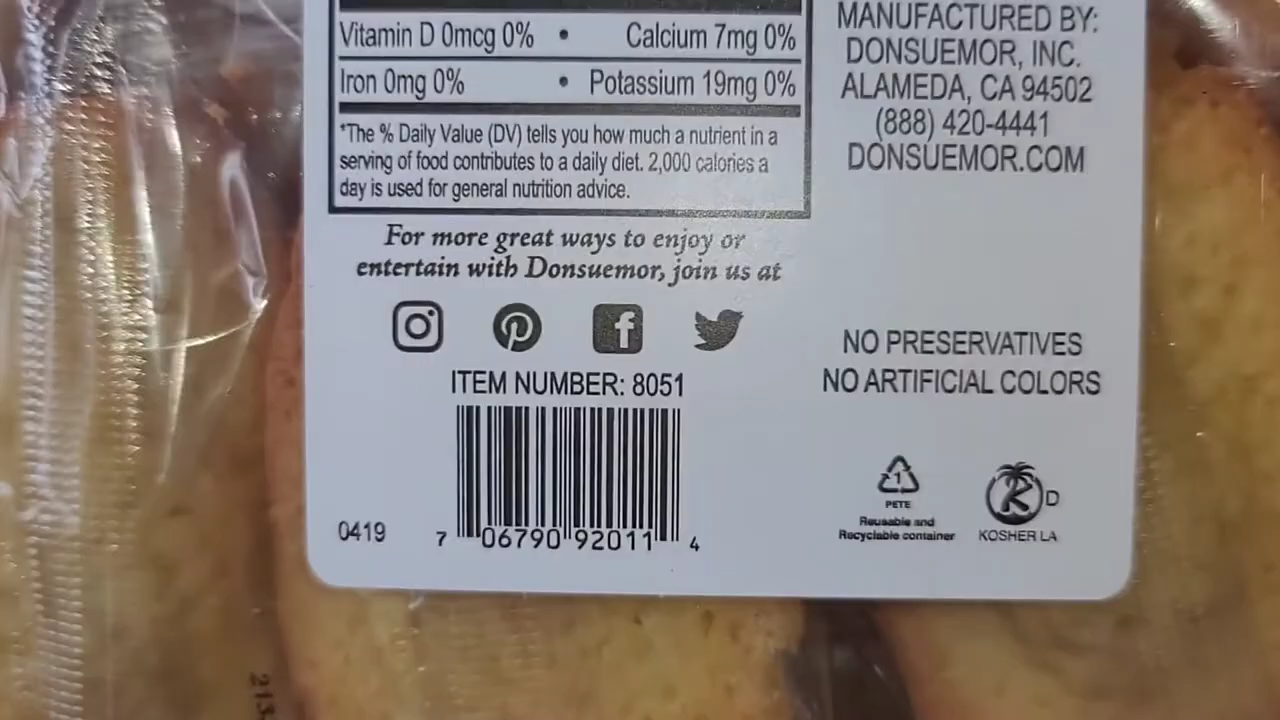 Vitamin D 0mcg 0% • Calcium 7mg 0%
Iron 0mg 0% • Potassium 19mg 0%
*The % Daily Value (DV) tells you how much a nutrient in a
serving of food contributes to a daily diet. 2,000 calories a
day is used for general nutrition advice.
For more great ways to enjoy or
entertain with Donsuemor, join us at
ITEM NUMBER: 8051
0419
7 06790 92011 4
MANUFACTURED BY:
DONSUEMOR, INC.
ALAMEDA, CA 94502
(888) 420-4441
DONSUEMOR.COM
NO PRESERVATIVES
NO ARTIFICIAL COLORS
1
PETE
Reusable and
Recyclable container
K D
KOSHER LA